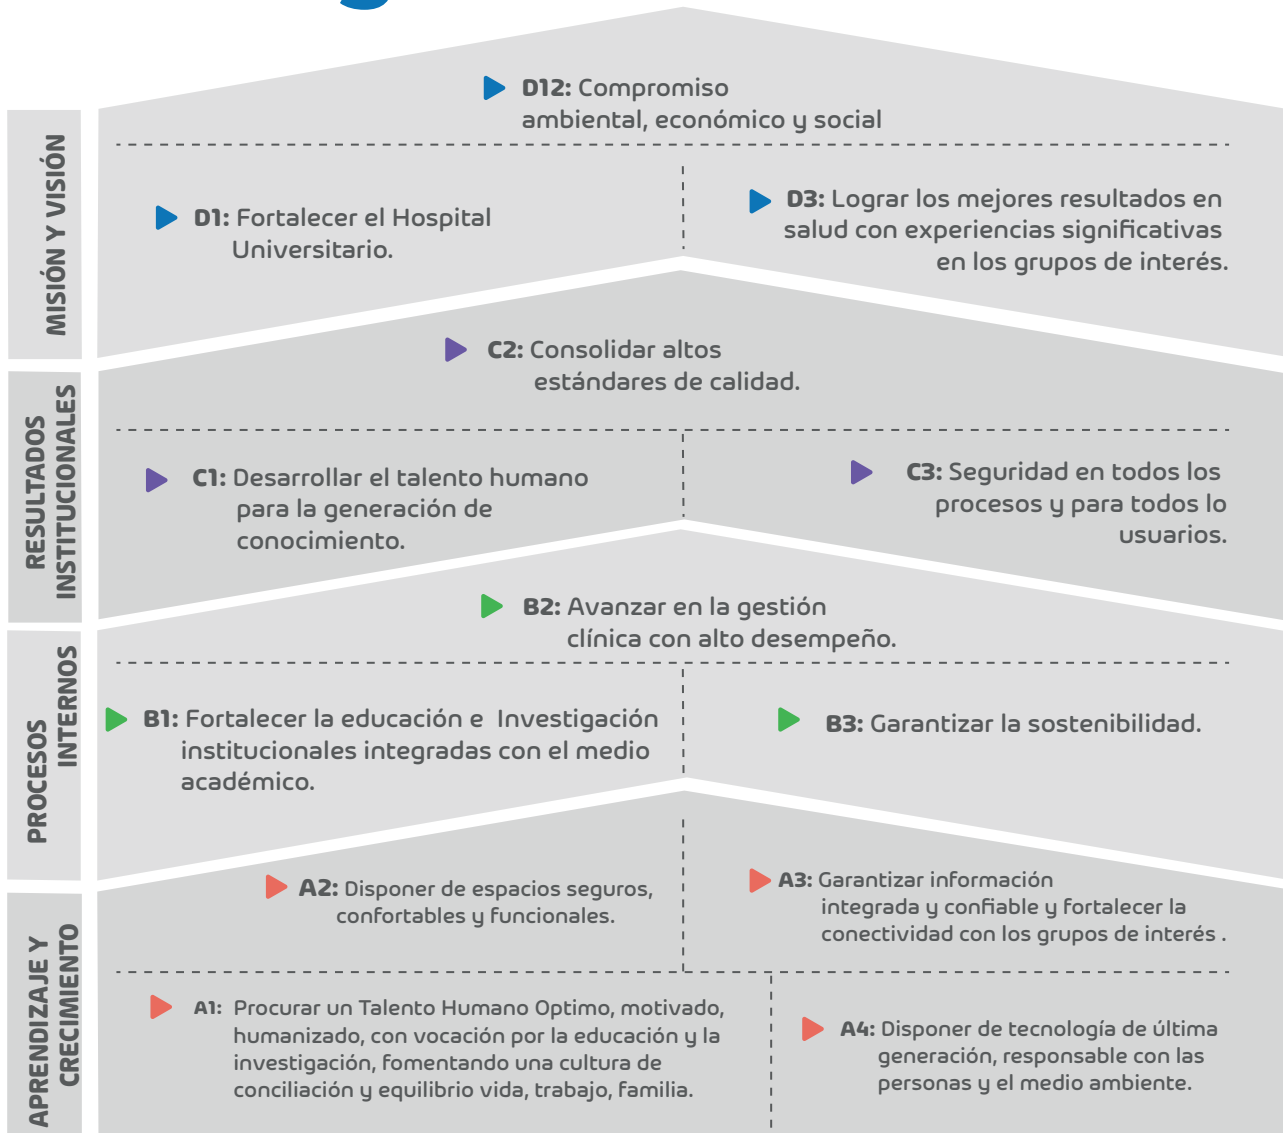 MISIÓN Y VISIÓN
D12: Compromiso
ambiental, económico y social
D1: Fortalecer el Hospital
Universitario.
D3: Lograr los mejores resultados en
salud con experiencias significativas
en los grupos de interés.
RESULTADOS
INSTITUCIONALES
C2: Consolidar altos
estándares de calidad.
C1: Desarrollar el talento humano
para la generación de
conocimiento.
C3: Seguridad en todos los
procesos y para todos lo
usuarios.
PROCESOS
INTERNOS
B2: Avanzar en la gestión
clínica con alto desempeño.
B1: Fortalecer la educación e Investigación
institucionales integradas con el medio
académico.
B3: Garantizar la sostenibilidad.
APRENDIZAJE Y
CRECIMIENTO
A2: Disponer de espacios seguros,
confortables y funcionales.
A3: Garantizar información
integrada y confiable y fortalecer la
conectividad con los grupos de interés .
A1: Procurar un Talento Humano Optimo, motivado,
humanizado, con vocación por la educación y la
investigación, fomentando una cultura de
conciliación y equilibrio vida, trabajo, familia.
A4: Disponer de tecnología de última
generación, responsable con las
personas y el medio ambiente.